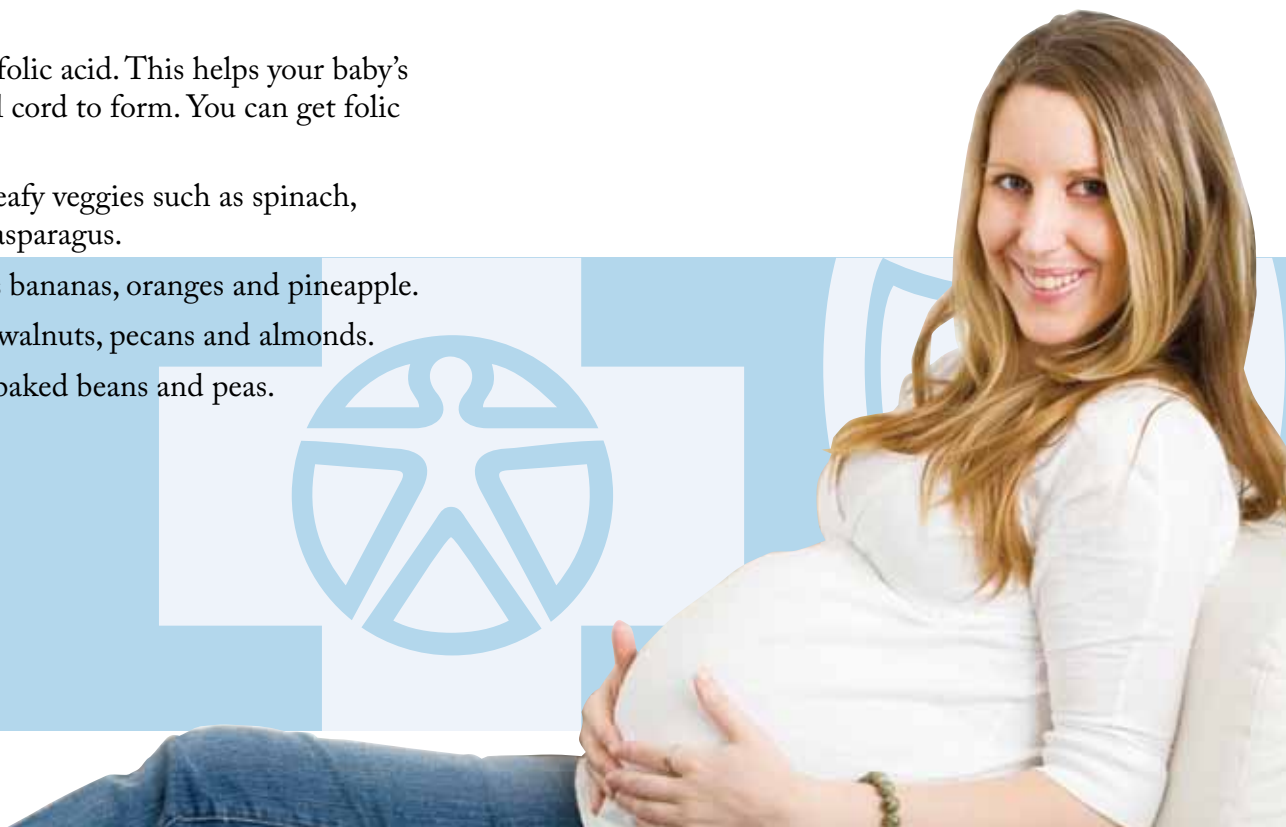 folic acid. This helps your baby's
cord to form. You can get folic
veggies such as spinach,
asparagus.
bananas, oranges and pineapple.
walnuts, pecans and almonds.
baked beans and peas.